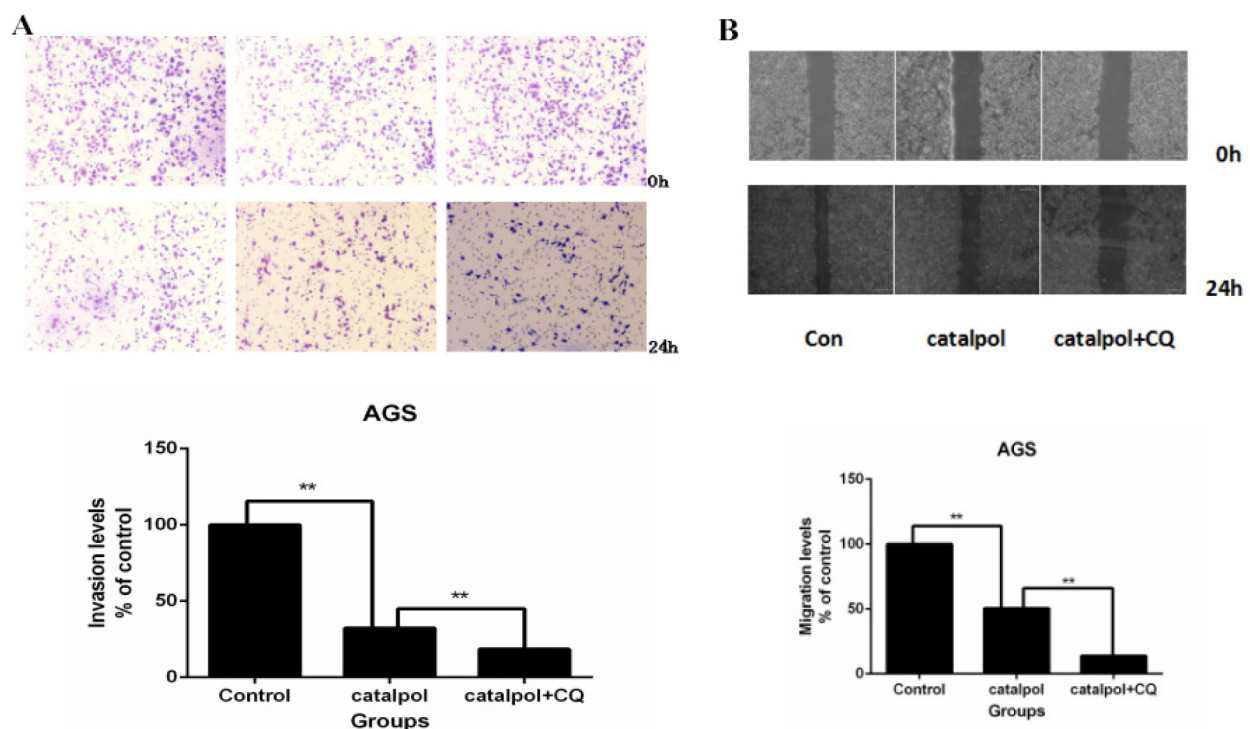 A
0h
24h
AGS
Invasion levels
% of control
150
100
50
0
**
**
Control
catalpol
catalpol+CQ
Groups
B
0h
24h
Con
catalpol
catalpol+CQ
AGS
Migration levels
% of control
150
100
50
0
**
**
Control
catalpol
catalpol+CQ
Groups